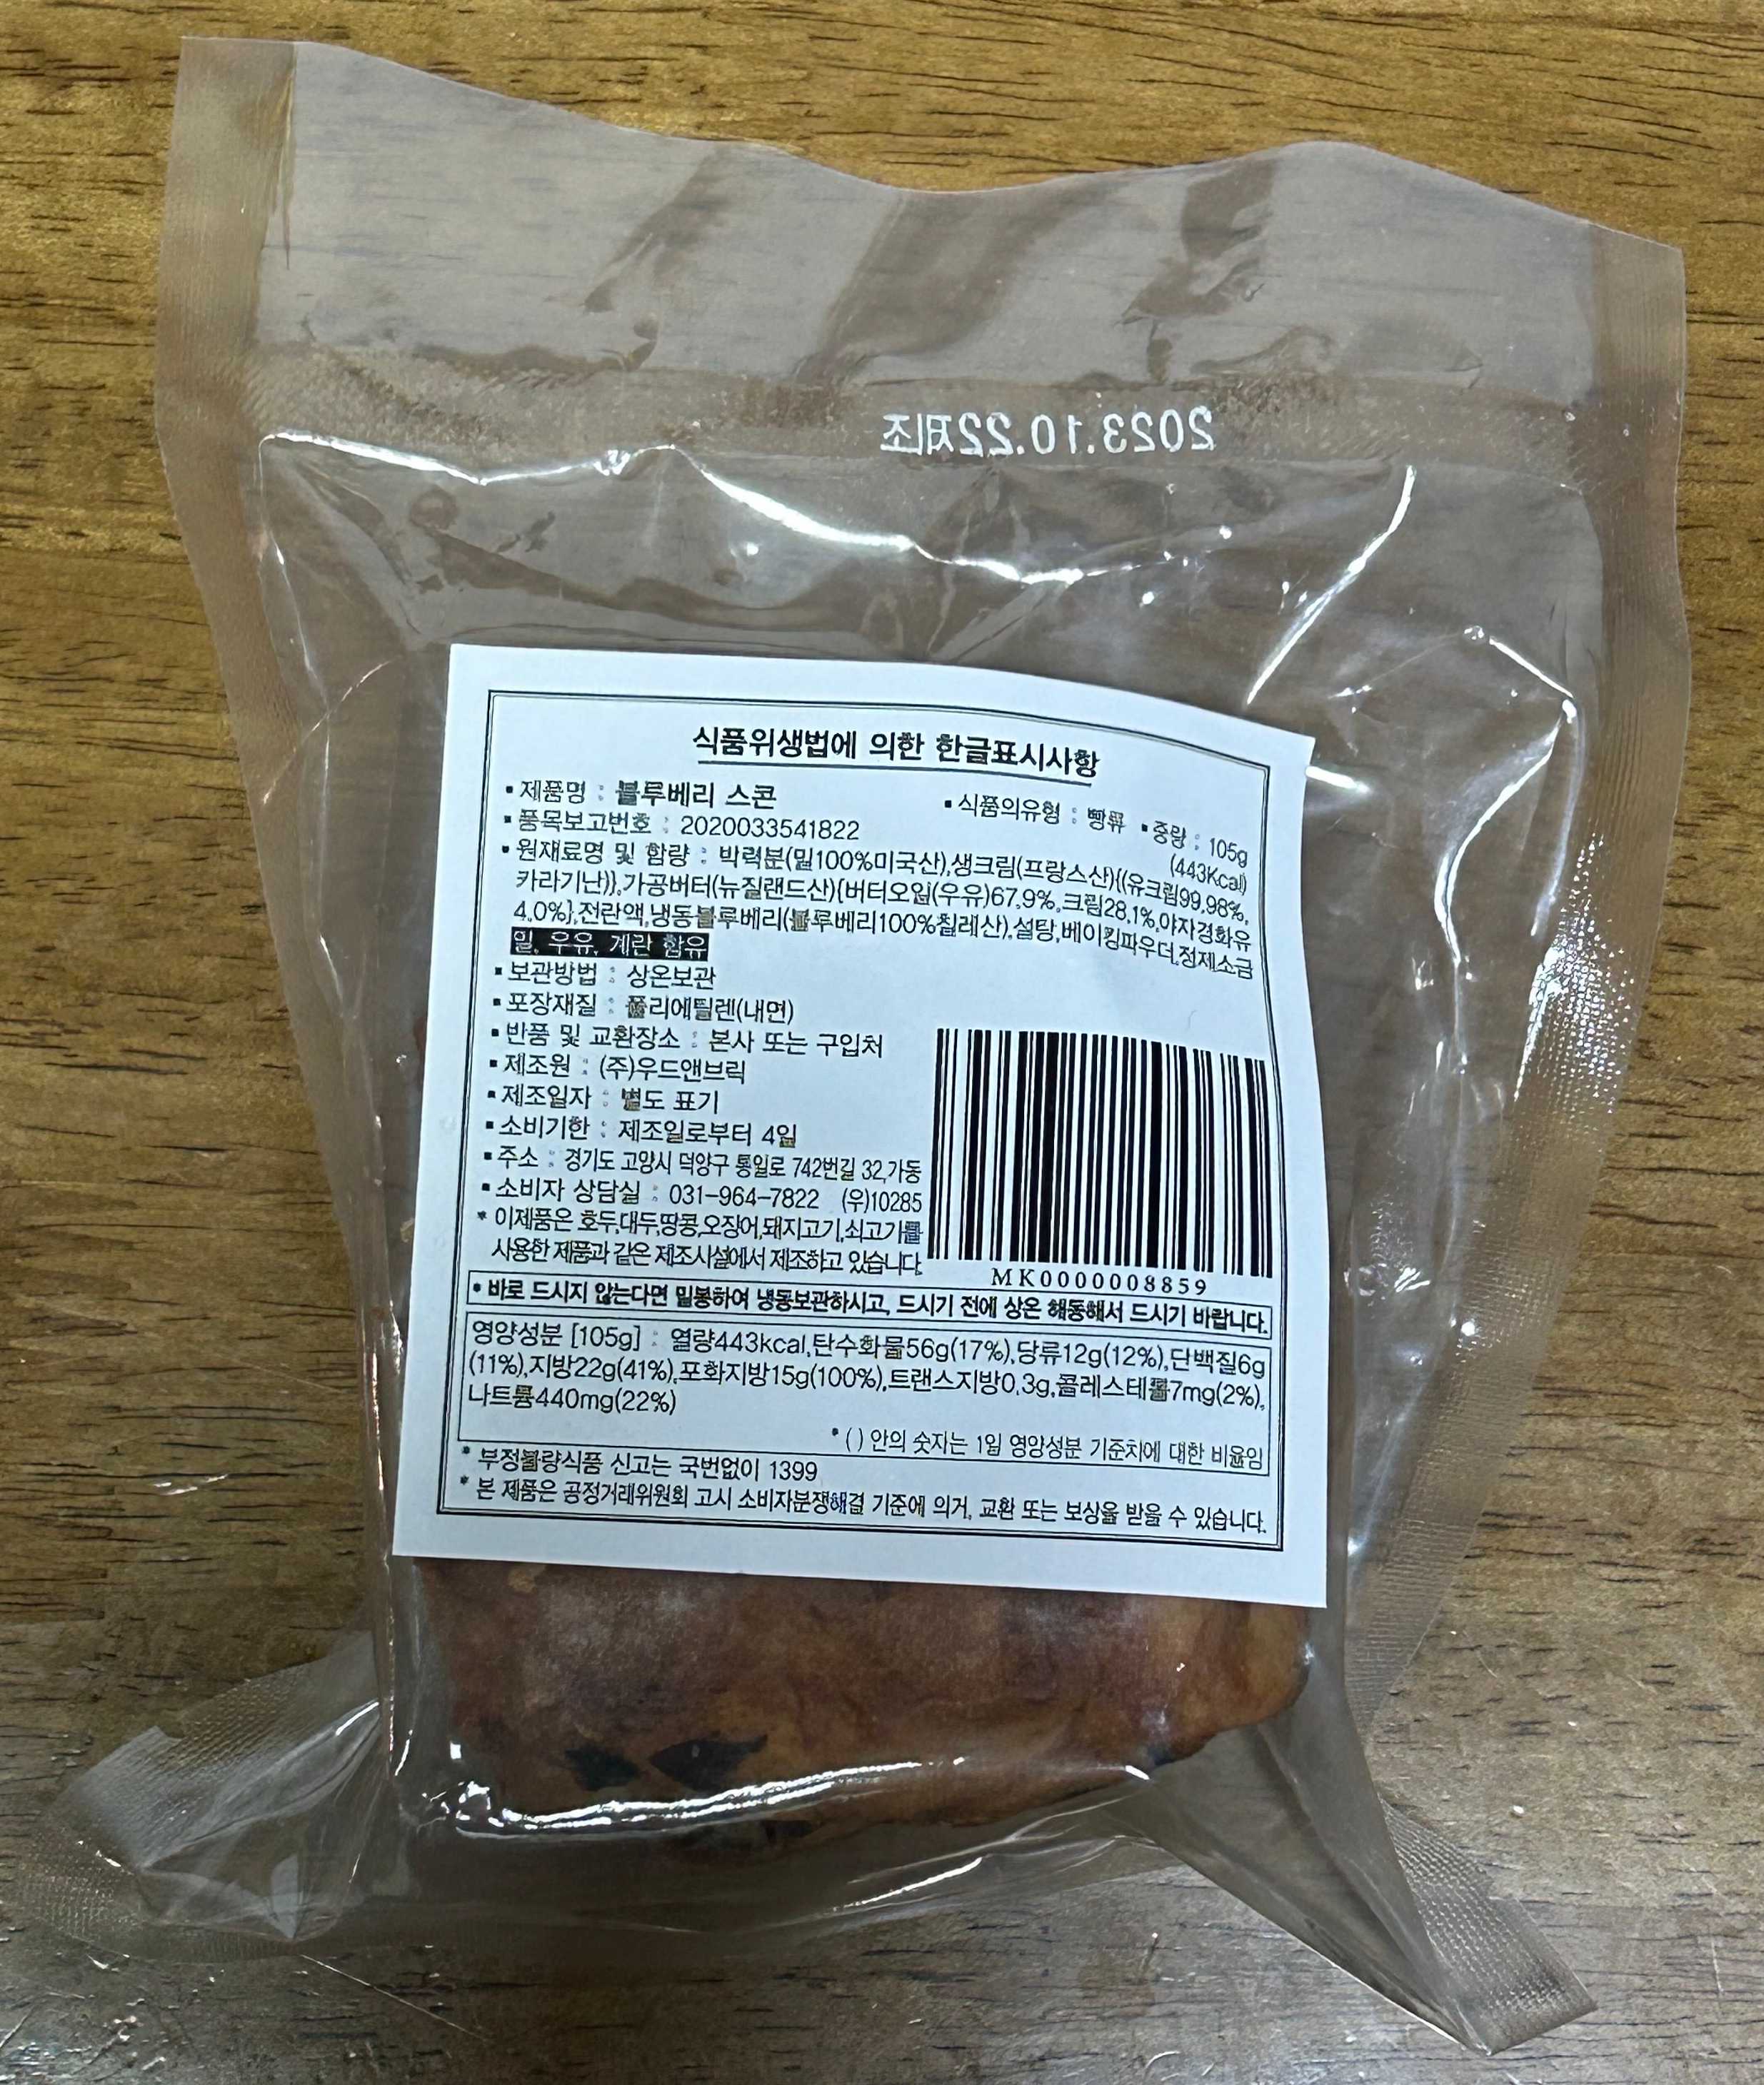 2023.10.22제조
식품위생법에 의한 한글표시사항
▪제품명 : 블루베리 스콘 ▪식품의유형 : 빵류 ▪중량 : 105g
(443Kcal)
▪품목보고번호 : 2020033541822
▪원재료명 및 함량 : 박력분(밀100%미국산),생크림(프랑스산){(유크림99.98%,
카라기난)},가공버터(뉴질랜드산){버터오일(우유)67.9%,크림28.1%,야자경화유
4.0%},전란액,냉동블루베리(블루베리100%칠레산),설탕,베이킹파우더,정제소금
밀, 우유, 계란 함유
▪보관방법 : 상온보관
▪포장재질 : 폴리에틸렌(내면)
▪반품 및 교환장소 : 본사 또는 구입처
▪제조원 : (주)우드앤브릭
▪제조일자 : 별도 표기
▪소비기한 : 제조일로부터 4일
▪주소 : 경기도 고양시 덕양구 통일로 742번길 32,가동
▪소비자 상담실 : 031-964-7822 (우)10285
* 이제품은 호두,대두,땅콩,오징어,돼지고기,쇠고기를
사용한 제품과 같은 제조시설에서 제조하고 있습니다.
MK0000008859
* 바로 드시지 않는다면 밀봉하여 냉동보관하시고, 드시기 전에 상온 해동해서 드시기 바랍니다.
영양성분 [105g] : 열량443kcal,탄수화물56g(17%),당류12g(12%),단백질6g
(11%),지방22g(41%),포화지방15g(100%),트랜스지방0.3g,콜레스테롤7mg(2%),
나트륨440mg(22%)
* ( ) 안의 숫자는 1일 영양성분 기준치에 대한 비율임
* 부정불량식품 신고는 국번없이 1399
* 본 제품은 공정거래위원회 고시 소비자분쟁해결 기준에 의거, 교환 또는 보상을 받을 수 있습니다.